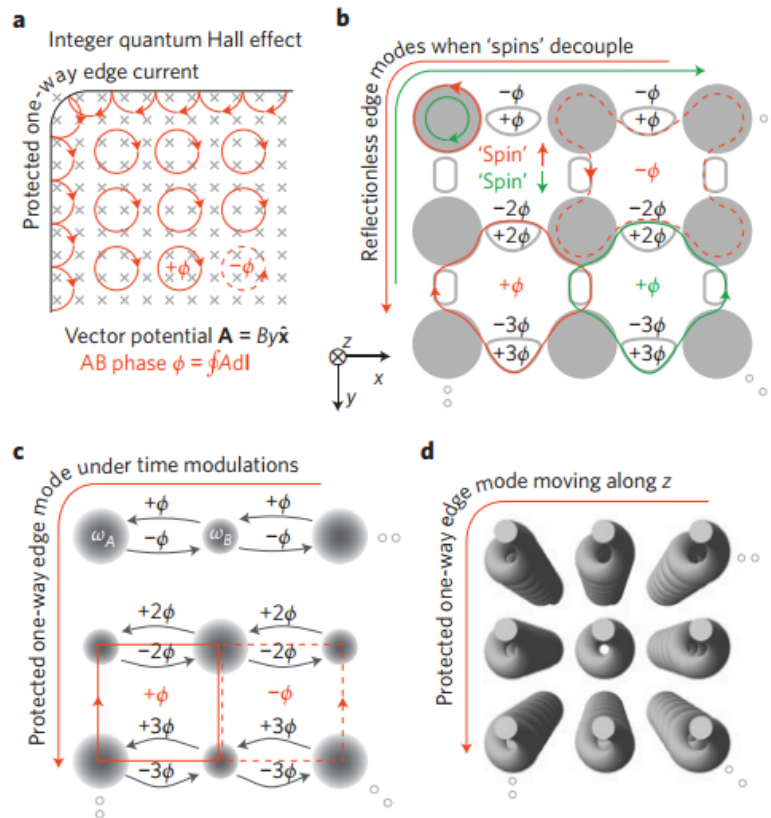 a
Integer quantum Hall effect
Protected one-way edge current
+ϕ
−ϕ
Vector potential A = Byx̂
AB phase ϕ = ∮Adl
b
Reflectionless edge modes when 'spins' decouple
−ϕ
+ϕ
−ϕ
+ϕ
'Spin'
'Spin'
−ϕ
−2ϕ
+2ϕ
−2ϕ
+2ϕ
+ϕ
+ϕ
−3ϕ
+3ϕ
−3ϕ
+3ϕ
z
x
y
c
Protected one-way edge mode under time modulations
+ϕ
+ϕ
ωA
−ϕ
ωB
−ϕ
+2ϕ
+2ϕ
−2ϕ
−2ϕ
+ϕ
−ϕ
+3ϕ
+3ϕ
−3ϕ
−3ϕ
d
Protected one-way edge mode moving along z